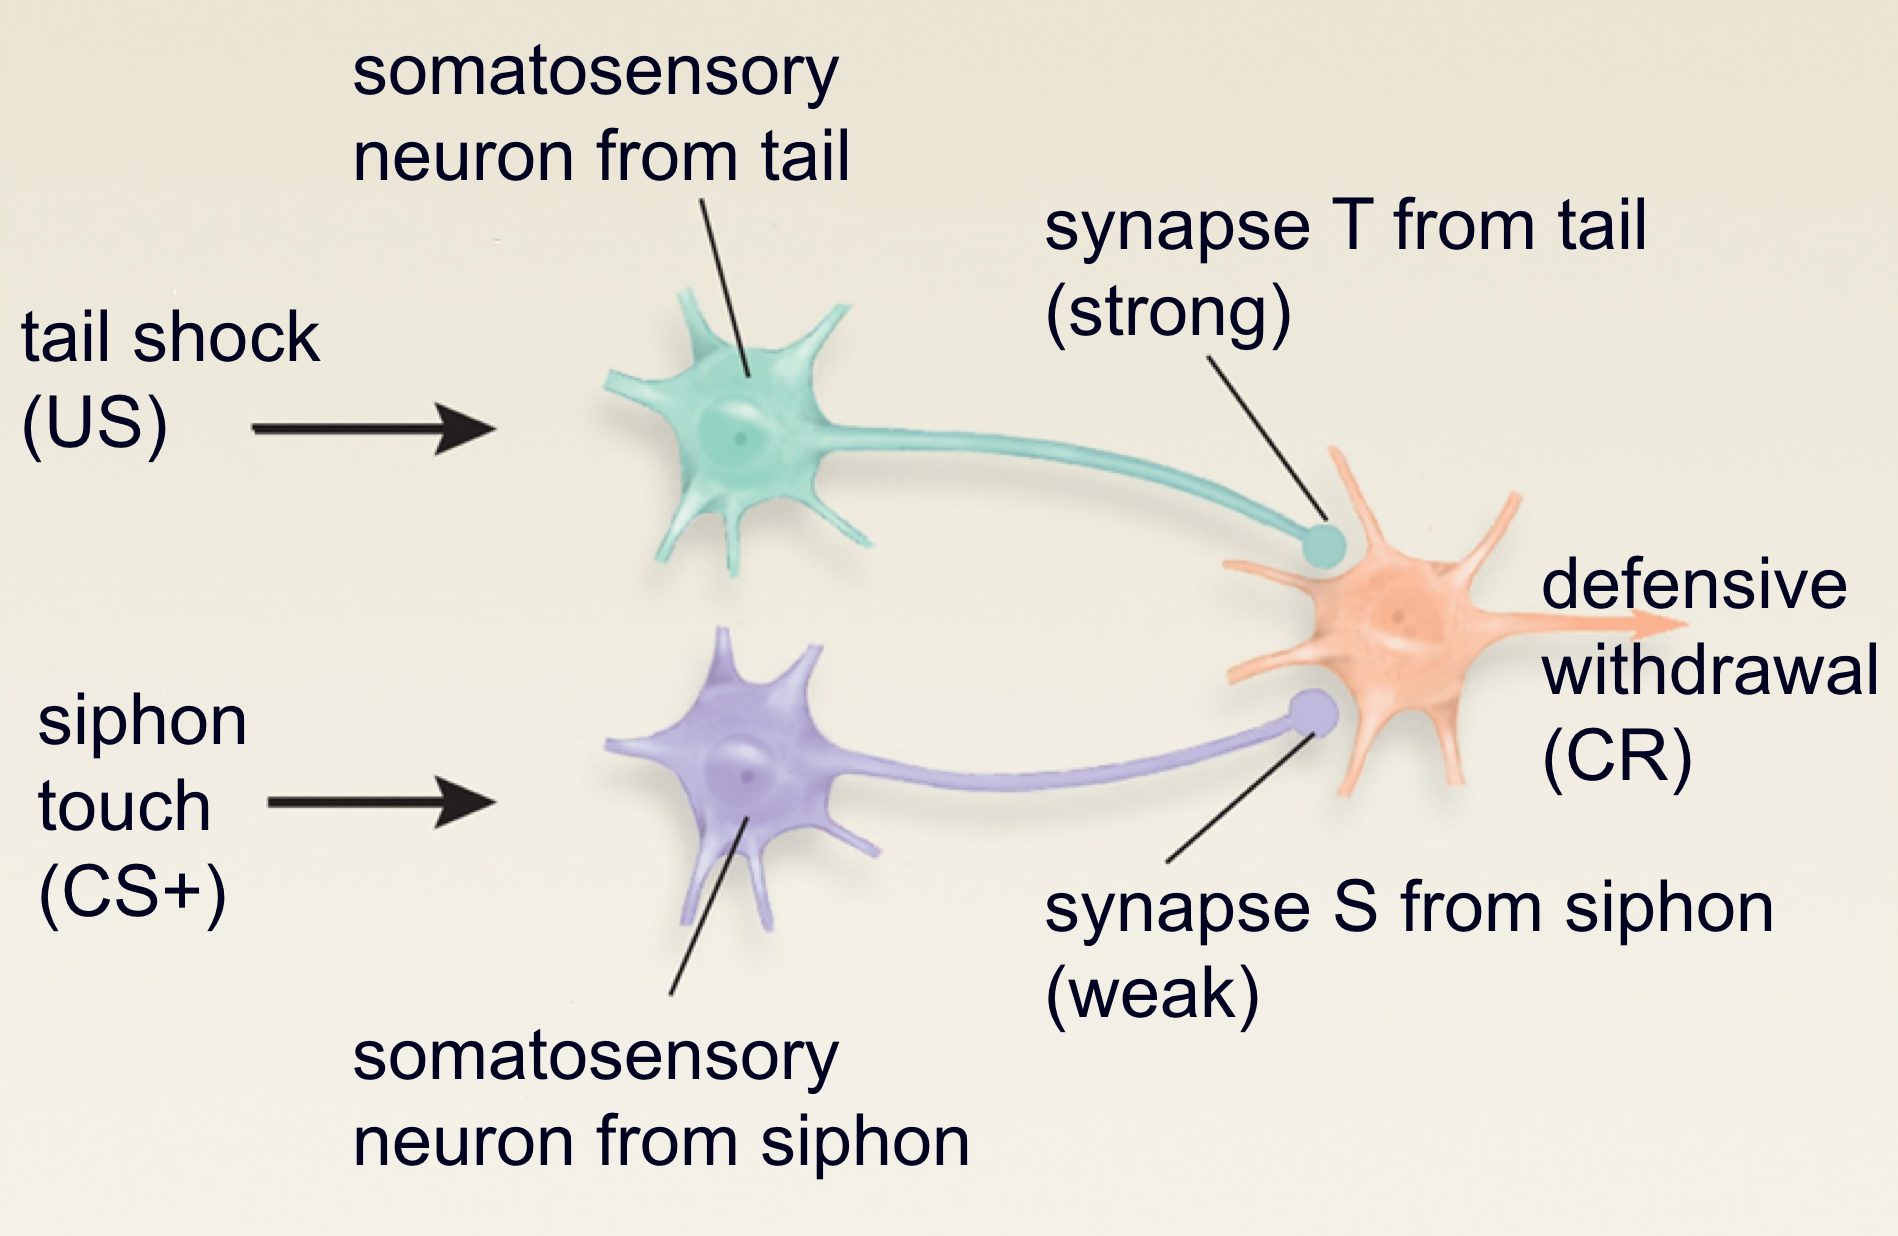 somatosensory
neuron from tail
synapse T from tail
(strong)
tail shock
(US)
defensive
withdrawal
(CR)
siphon
touch
(CS+)
synapse S from siphon
(weak)
somatosensory
neuron from siphon